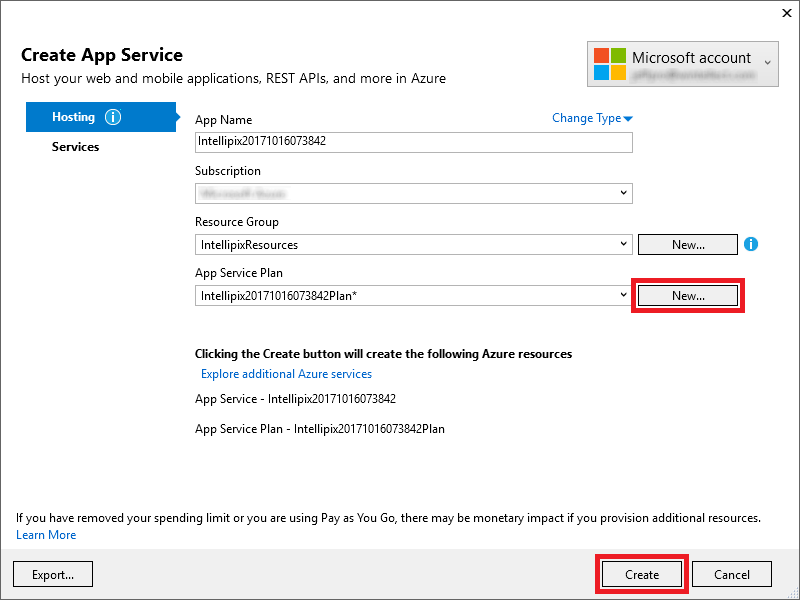 Create App Service
Host your web and mobile applications, REST APIs, and more in Azure
Microsoft account
Hosting
Services
App Name
Change Type
Intellipix20171016073842
Subscription
Resource Group
IntellipixResources
New...
App Service Plan
Intellipix20171016073842Plan*
New...
Clicking the Create button will create the following Azure resources
Explore additional Azure services
App Service - Intellipix20171016073842
App Service Plan - Intellipix20171016073842Plan
If you have removed your spending limit or you are using Pay as You Go, there may be monetary impact if you provision additional resources.
Learn More
Export...
Create
Cancel